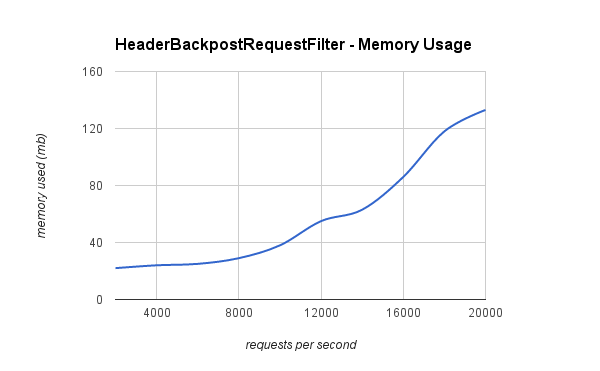 HeaderBackpostRequestFilter - Memory Usage
160
120
80
40
0
memory used (mb)
4000 8000 12000 16000 20000
requests per second